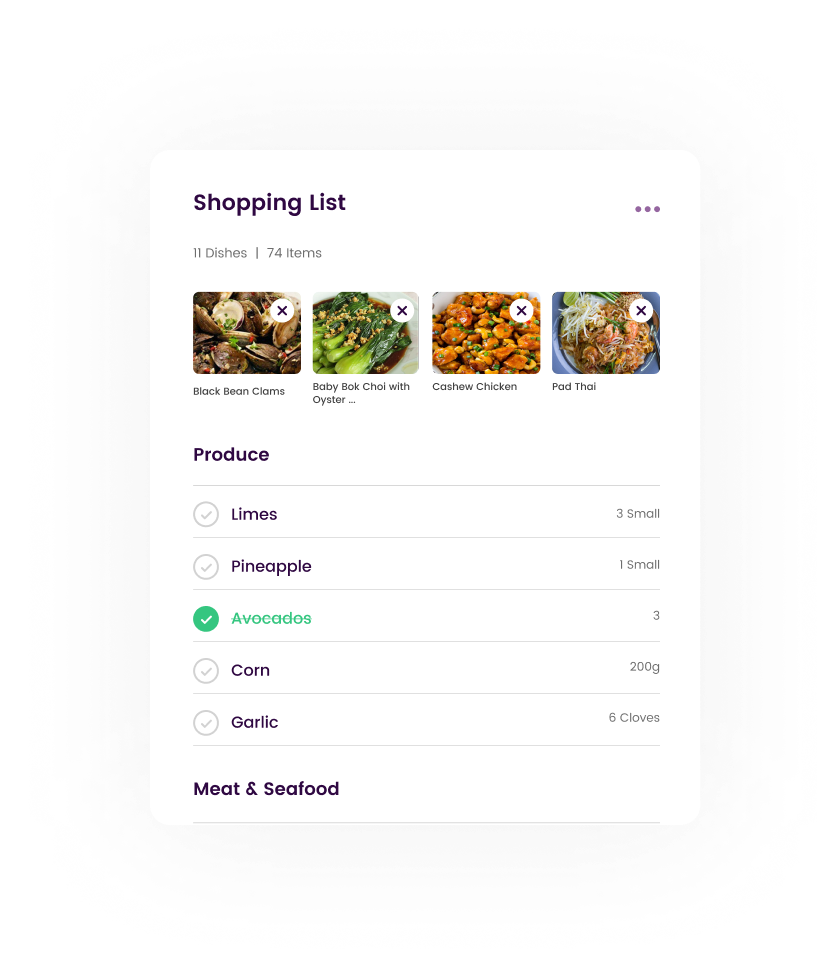 Shopping List
11 Dishes | 74 Items
Black Bean Clams
Baby Bok Choi with
Oyster ...
Cashew Chicken
Pad Thai
Produce
Limes 3 Small
Pineapple 1 Small
Avocados 3
Corn 200g
Garlic 6 Cloves
Meat & Seafood